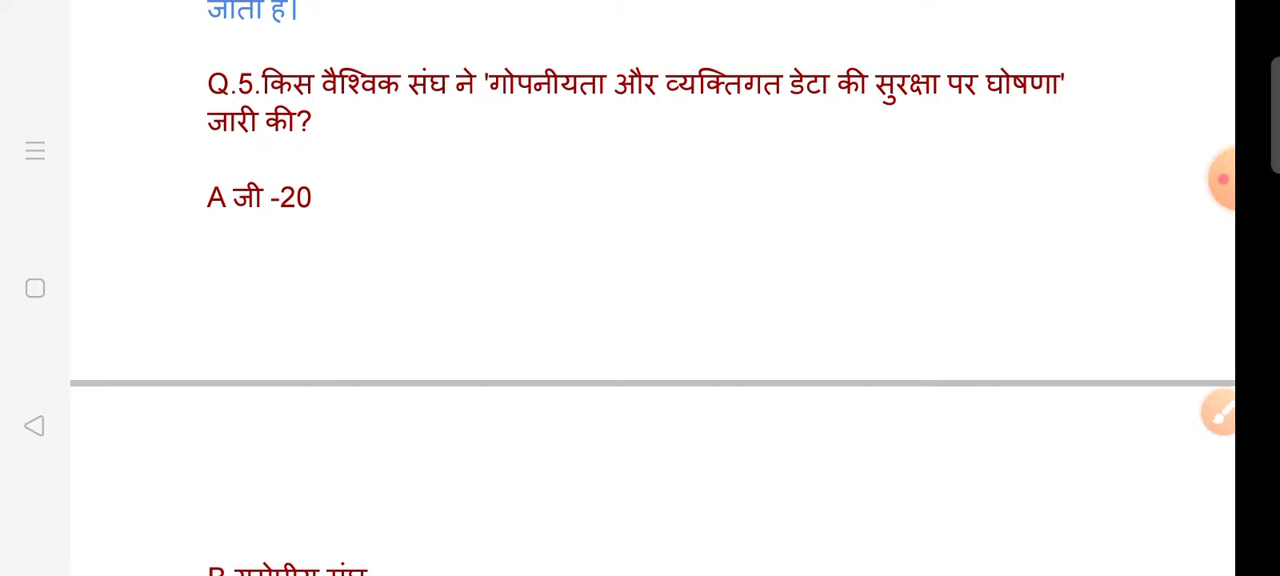 जाता है।
Q.5.किस वैश्विक संघ ने 'गोपनीयता और व्यक्तिगत डेटा की सुरक्षा पर घोषणा'
जारी की?
A जी -20
B यूरोपीय संघ